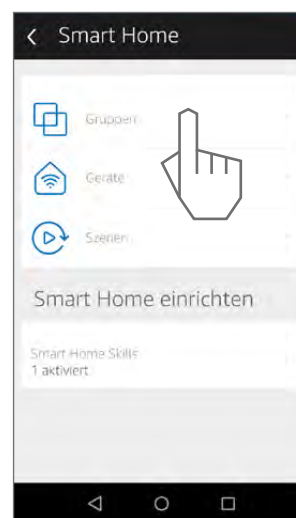 Smart Home
Gruppen
Geräte
Szenen
Smart Home einrichten
Smart Home Skills
1 aktiviert